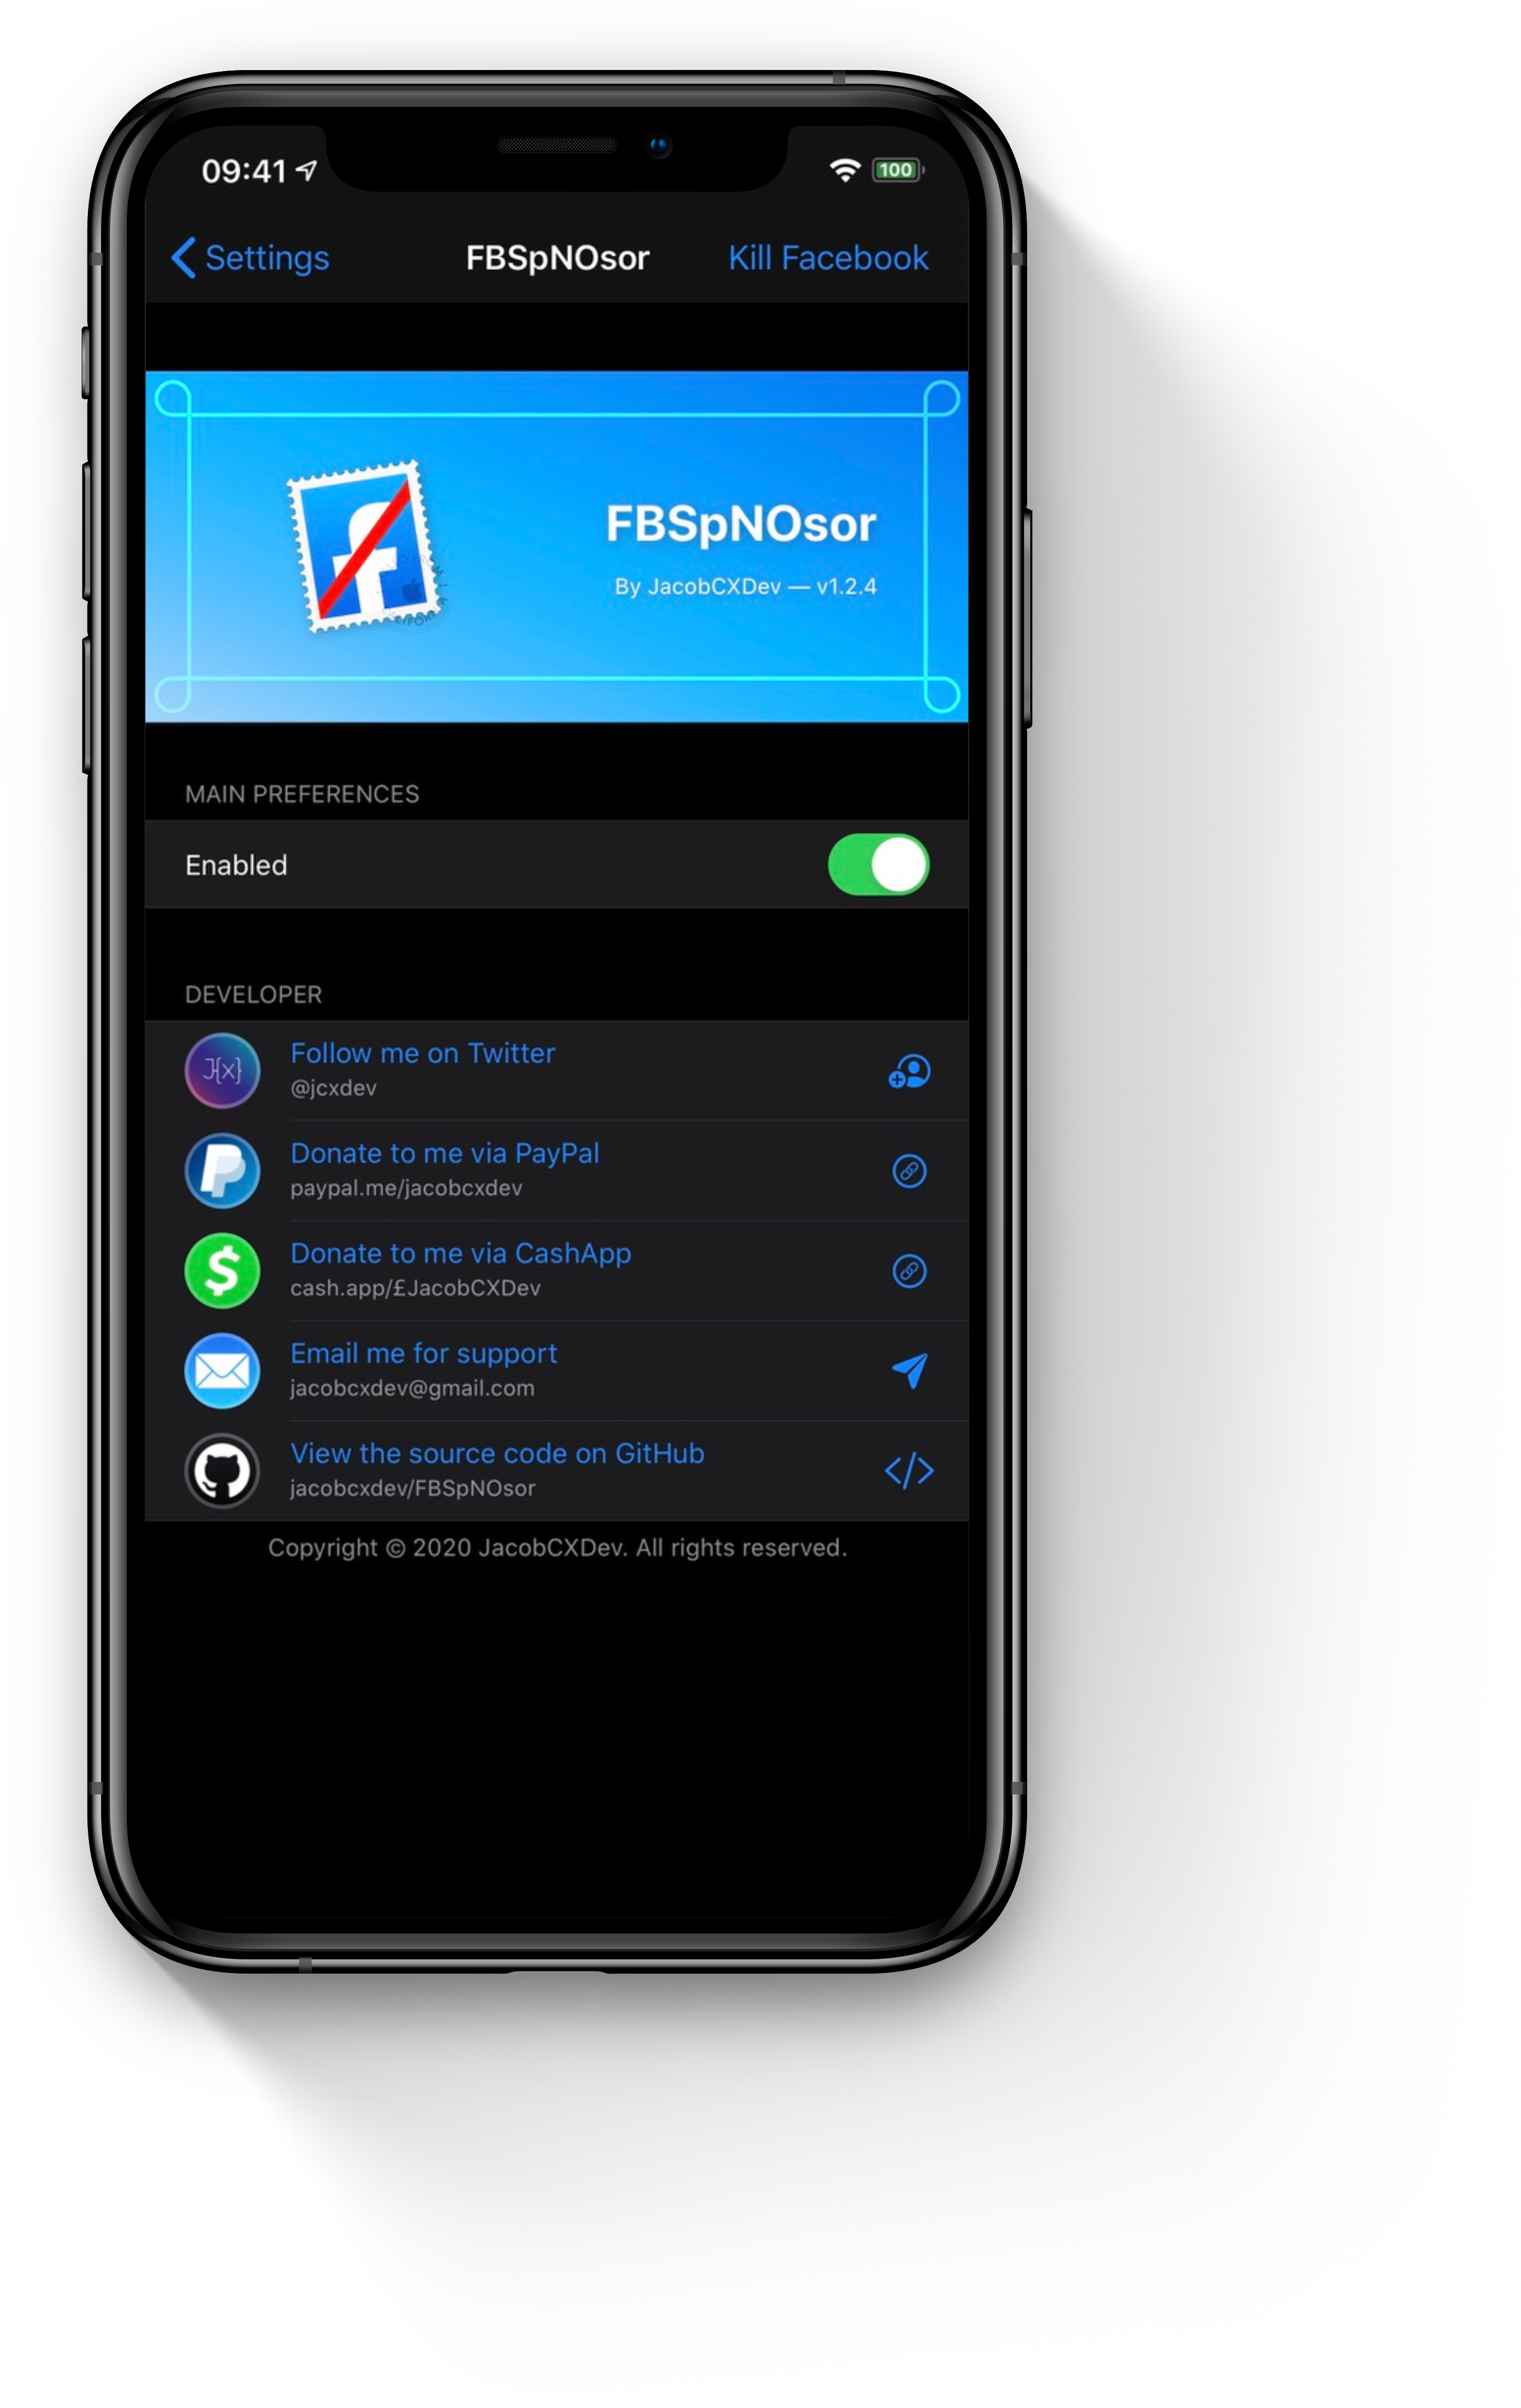 09:41
100
Settings
FBSpNOsor
Kill Facebook
FBSpNOsor
By JacobCXDev — v1.2.4
MAIN PREFERENCES
Enabled
DEVELOPER
J{x}
Follow me on Twitter
@jcxdev
Donate to me via PayPal
paypal.me/jacobcxdev
Donate to me via CashApp
cash.app/£JacobCXDev
Email me for support
jacobcxdev@gmail.com
View the source code on GitHub
jacobcxdev/FBSpNOsor
Copyright © 2020 JacobCXDev. All rights reserved.